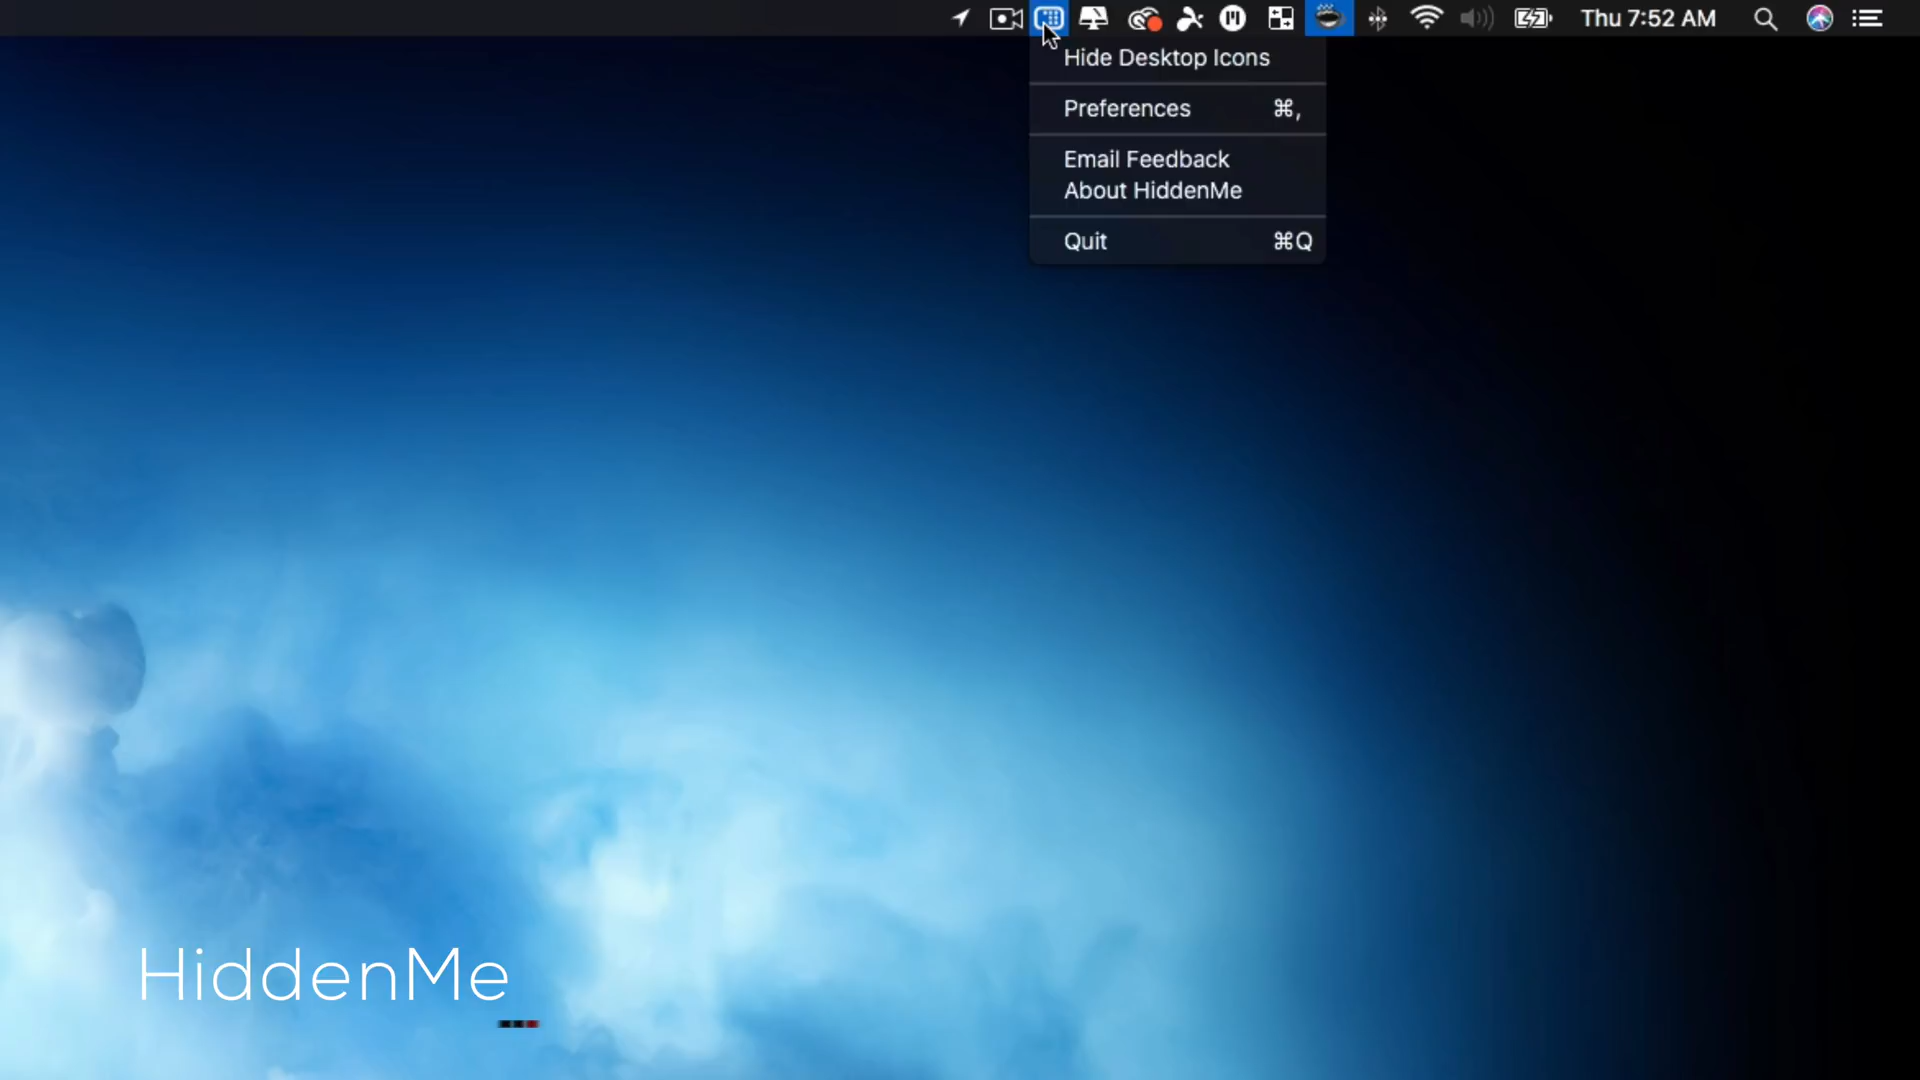 Thu 7:52 AM
Hide Desktop Icons
Preferences ⌘,
Email Feedback
About HiddenMe
Quit ⌘Q
HiddenMe